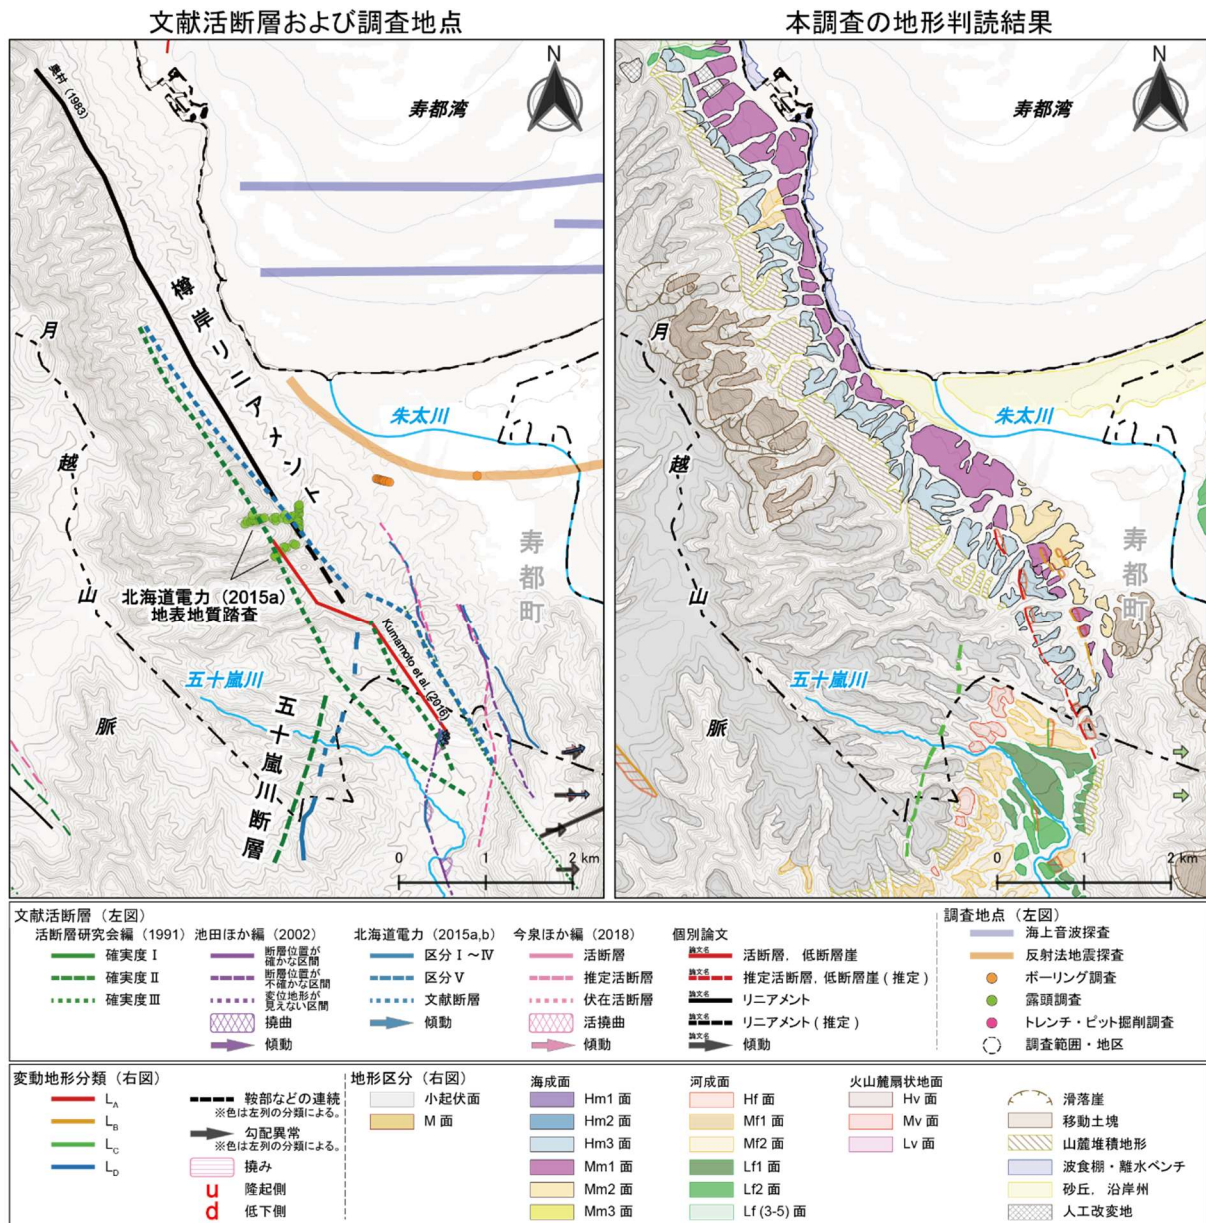 文献活断層および調査地点
本調査の地形判読結果
奥村 (1983)
N
寿都湾
樽岸リニアメント
月越山脈
朱太川
北海道電力 (2015a)
地表地質踏査
寿都町
Kumamoto et al. (2016)
五十嵐川
五十嵐川断層
0 1 2 km
N
寿都湾
月越山脈
朱太川
寿都町
五十嵐川
0 1 2 km
文献活断層 (左図)
活断層研究会編 (1991)
確実度 I
確実度 II
確実度 III
池田ほか編 (2002)
断層位置が
確かな区間
断層位置が
不確かな区間
変位地形が
見えない区間
撓曲
傾動
北海道電力 (2015a,b)
区分 I ~ IV
区分 V
文献断層
傾動
今泉ほか編 (2018)
活断層
推定活断層
伏在活断層
活撓曲
傾動
個別論文
論文名 活断層, 低断層崖
論文名 推定活断層, 低断層崖 ( 推定 )
論文名 リニアメント
論文名 リニアメント ( 推定 )
論文名 傾動
調査地点 (左図)
海上音波探査
反射法地震探査
ボーリング調査
露頭調査
トレンチ・ピット掘削調査
調査範囲・地区
変動地形分類 (右図)
LA
LB
LC
LD
鞍部などの連続
※色は左列の分類による。
勾配異常
※色は左列の分類による。
撓み
u 隆起側
d 低下側
地形区分 (右図)
小起伏面
M 面
海成面
Hm1 面
Hm2 面
Hm3 面
Mm1 面
Mm2 面
Mm3 面
河成面
Hf 面
Mf1 面
Mf2 面
Lf1 面
Lf2 面
Lf (3-5) 面
火山麓扇状地面
Hv 面
Mv 面
Lv 面
滑落崖
移動土塊
山麓堆積地形
波食棚・離水ベンチ
砂丘, 沿岸州
人工改変地